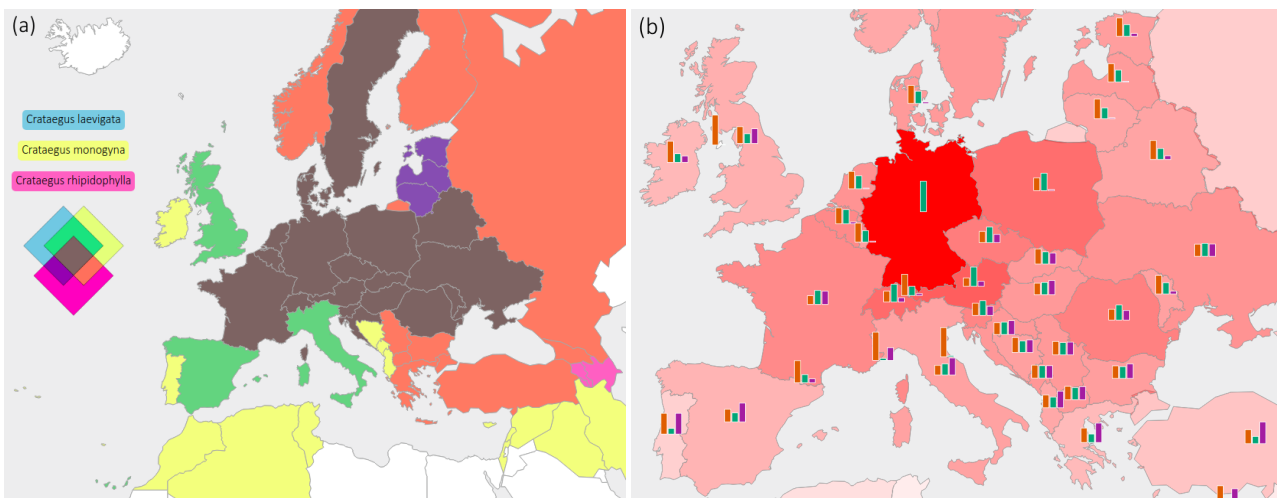 (a)
(b)
Crataegus laevigata
Crataegus monogyna
Crataegus rhipidophylla